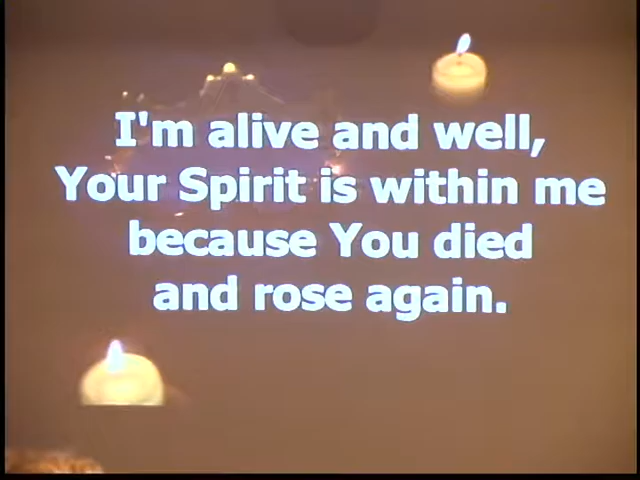 I'm alive and well,
Your Spirit is within me
because You died
and rose again.